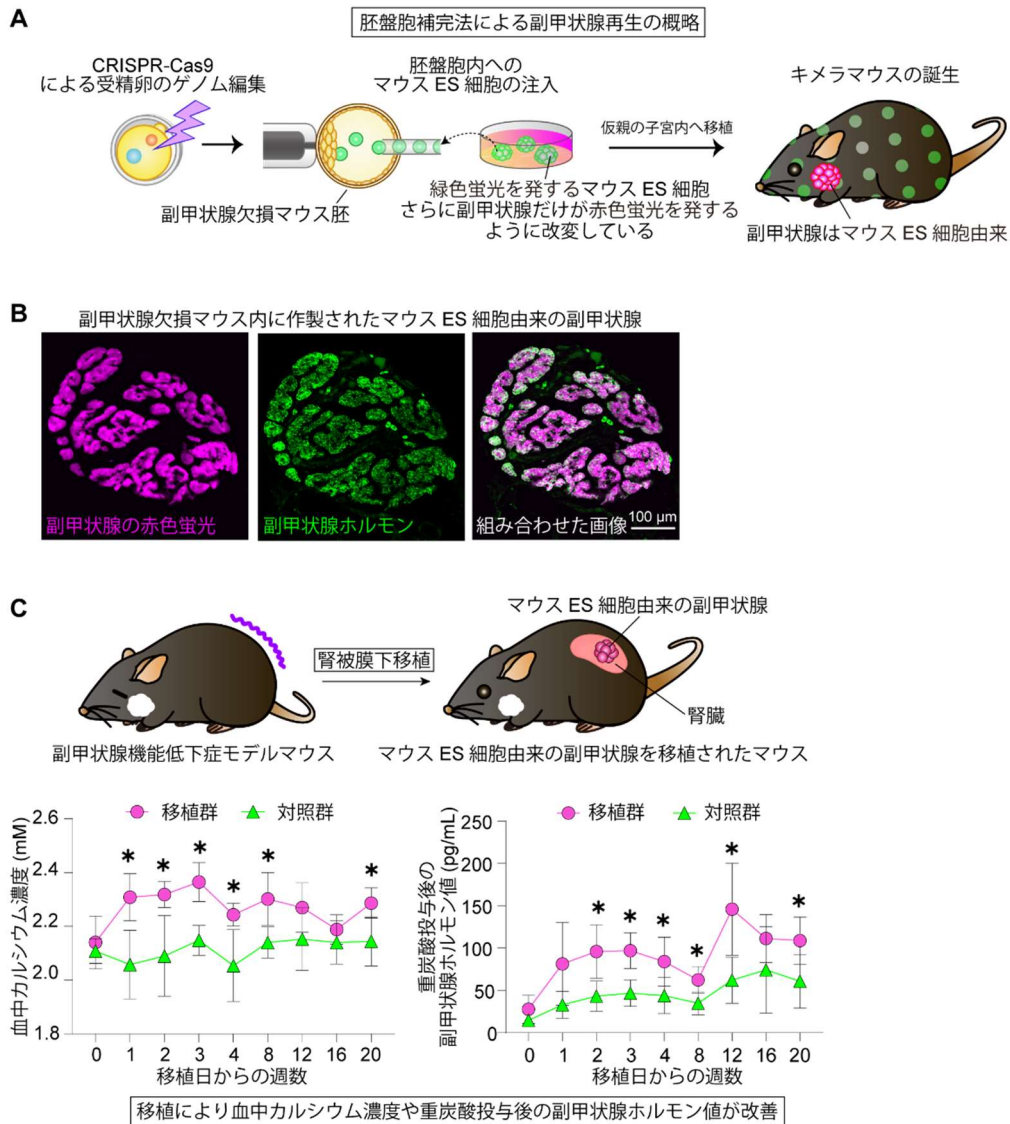 A
胚盤胞補完法による副甲状腺再生の概略
CRISPR-Cas9
による受精卵のゲノム編集
胚盤胞内への
マウス ES 細胞の注入
キメラマウスの誕生
仮親の子宮内へ移植
副甲状腺欠損マウス胚
緑色蛍光を発するマウス ES 細胞
さらに副甲状腺だけが赤色蛍光を発する
ように改変している
副甲状腺はマウス ES 細胞由来
B
副甲状腺欠損マウス内に作製されたマウス ES 細胞由来の副甲状腺
副甲状腺の赤色蛍光
副甲状腺ホルモン
組み合わせた画像
100 μm
C
マウス ES 細胞由来の副甲状腺
腎被膜下移植
腎臓
副甲状腺機能低下症モデルマウス
マウス ES 細胞由来の副甲状腺を移植されたマウス
移植群 対照群
血中カルシウム濃度 (mM)
2.6
2.4
2.2
2.0
1.8
* * * * * *
0 1 2 3 4 8 12 16 20
移植日からの週数
移植群 対照群
重炭酸投与後の
副甲状腺ホルモン値 (pg/mL)
250
200
150
100
50
0
* * * * * *
0 1 2 3 4 8 12 16 20
移植日からの週数
移植により血中カルシウム濃度や重炭酸投与後の副甲状腺ホルモン値が改善